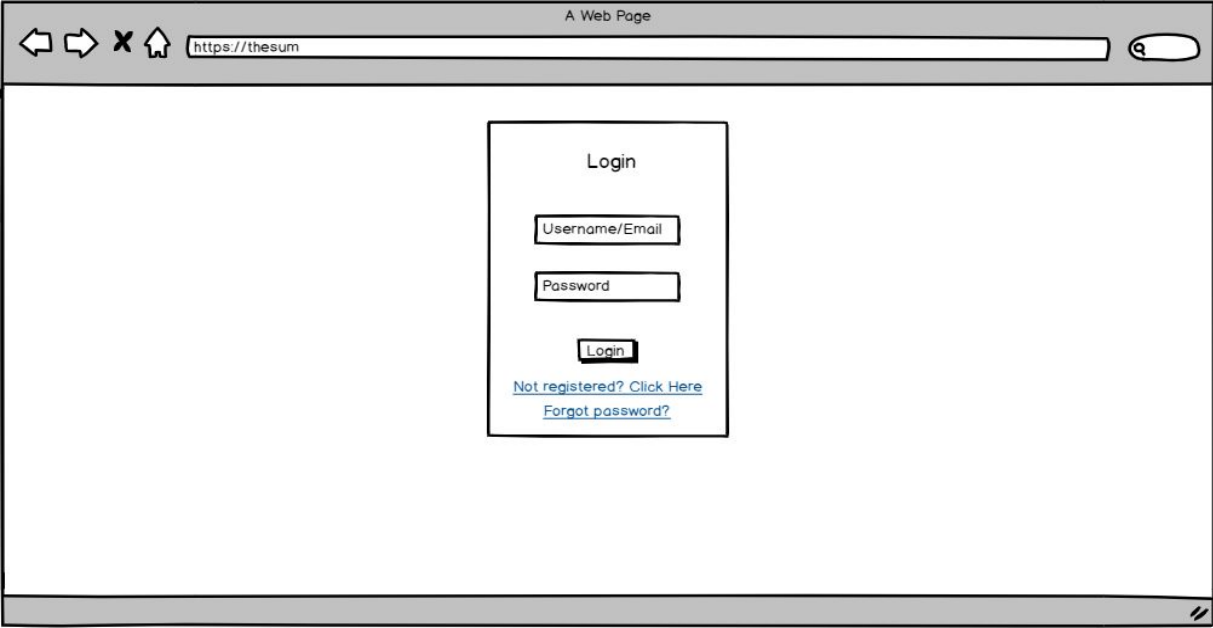 A Web Page
https://thesum
Login
Username/Email
Password
Login
Not registered? Click Here
Forgot password?